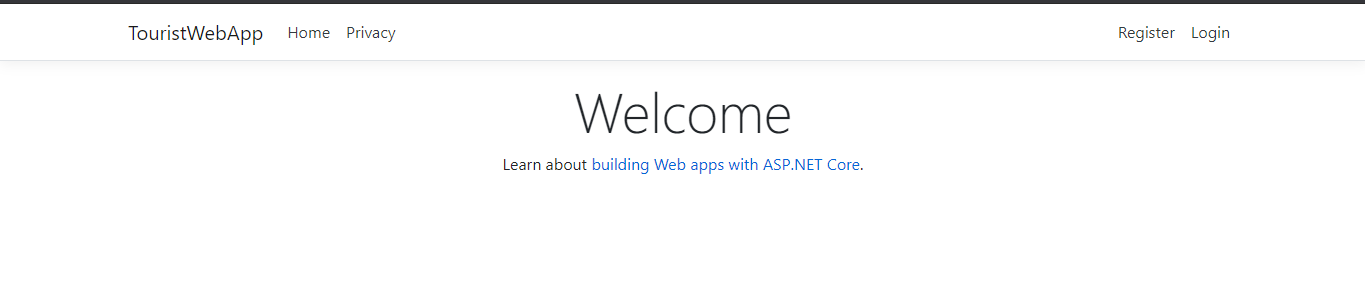 TouristWebApp Home Privacy Register Login
Welcome
Learn about building Web apps with ASP.NET Core.